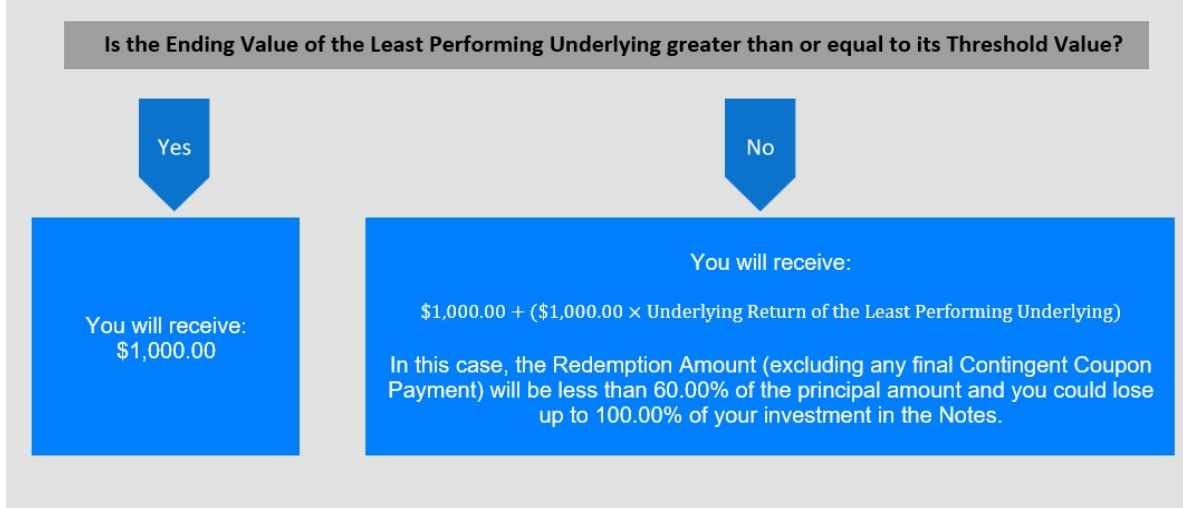 Is the Ending Value of the Least Performing Underlying greater than or equal to its Threshold Value?
Yes
No
You will receive:
$1,000.00
You will receive:
$1,000.00 + ($1,000.00 × Underlying Return of the Least Performing Underlying)
In this case, the Redemption Amount (excluding any final Contingent Coupon
Payment) will be less than 60.00% of the principal amount and you could lose
up to 100.00% of your investment in the Notes.